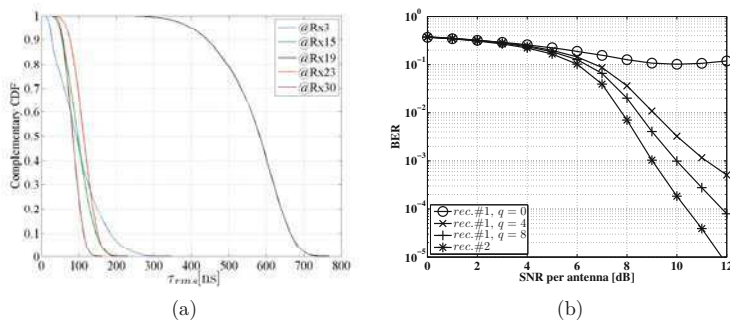 Complementary CDF
1
0.9
0.8
0.7
0.6
0.5
0.4
0.3
0.2
0.1
0
0 100 200 300 400 500 600 700 800
τrms[ns]
@Rx3
@Rx15
@Rx19
@Rx23
@Rx30
(a)
BER
10^0
10^-1
10^-2
10^-3
10^-4
10^-5
0 2 4 6 8 10 12
SNR per antenna [dB]
rec.#1, q = 0
rec.#1, q = 4
rec.#1, q = 8
rec.#2
(b)